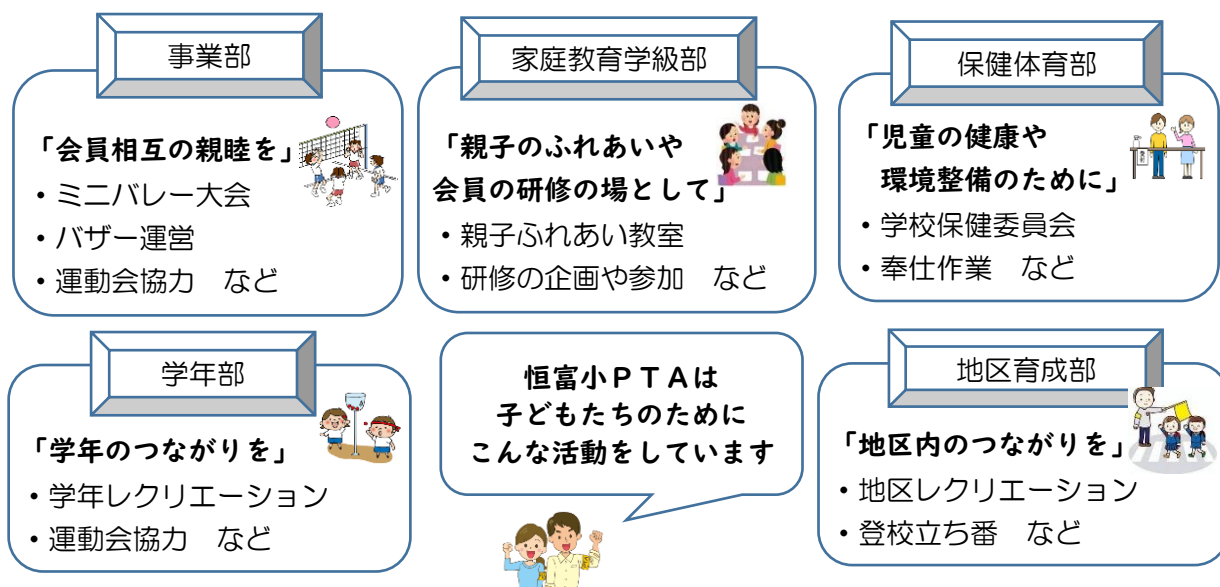 事業部
「会員相互の親睦を」
・ミニバレー大会
・バザー運営
・運動会協力　など
家庭教育学級部
「親子のふれあいや
会員の研修の場として」
・親子ふれあい教室
・研修の企画や参加　など
保健体育部
「児童の健康や
環境整備のために」
・学校保健委員会
・奉仕作業　など
学年部
「学年のつながりを」
・学年レクリエーション
・運動会協力　など
恒富小ＰＴＡは
子どもたちのために
こんな活動をしています
地区育成部
「地区内のつながりを」
・地区レクリエーション
・登校立ち番　など